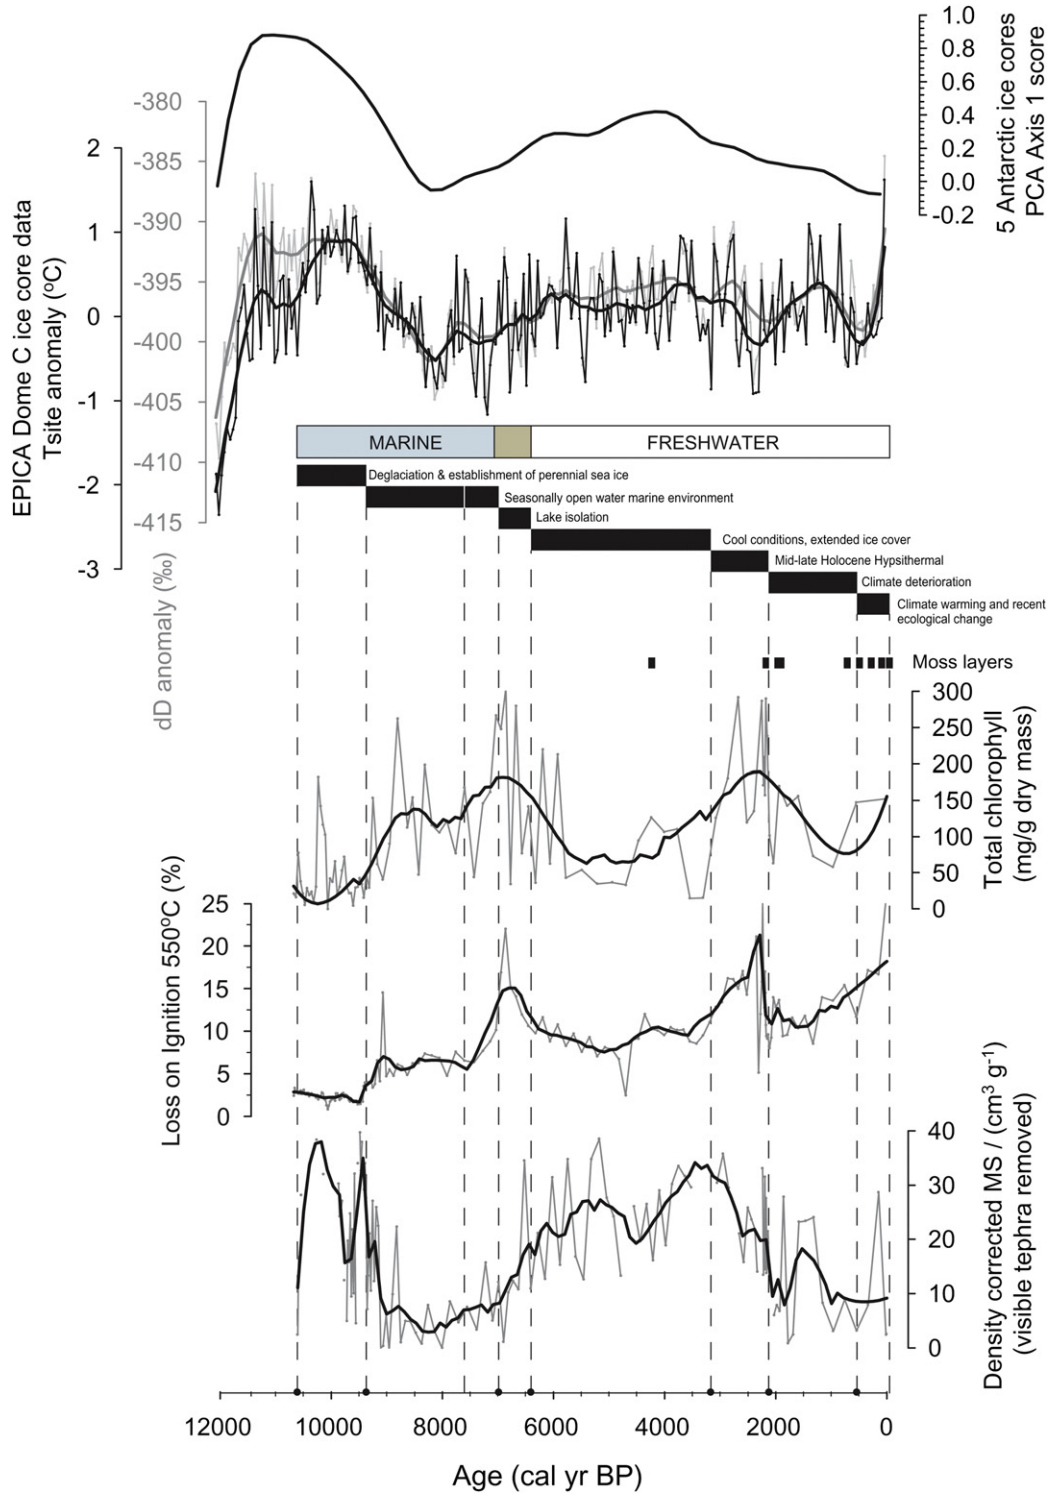 1.0
0.8
0.6
0.4
0.2
0.0
-0.2
5 Antarctic ice cores
PCA Axis 1 score
-380
-385
-390
-395
-400
-405
-410
-415
dD anomaly (‰)
2
1
0
-1
-2
-3
EPICA Dome C ice core data
Tsite anomaly (ºC)
MARINE
FRESHWATER
Deglaciation & establishment of perennial sea ice
Seasonally open water marine environment
Lake isolation
Cool conditions, extended ice cover
Mid-late Holocene Hypsithermal
Climate deterioration
Climate warming and recent
ecological change
Moss layers
300
250
200
150
100
50
0
Total chlorophyll
(mg/g dry mass)
25
20
15
10
5
0
Loss on Ignition 550ºC (%)
40
30
20
10
0
Density corrected MS / (cm³ g⁻¹)
(visible tephra removed)
12000 10000 8000 6000 4000 2000 0
Age (cal yr BP)